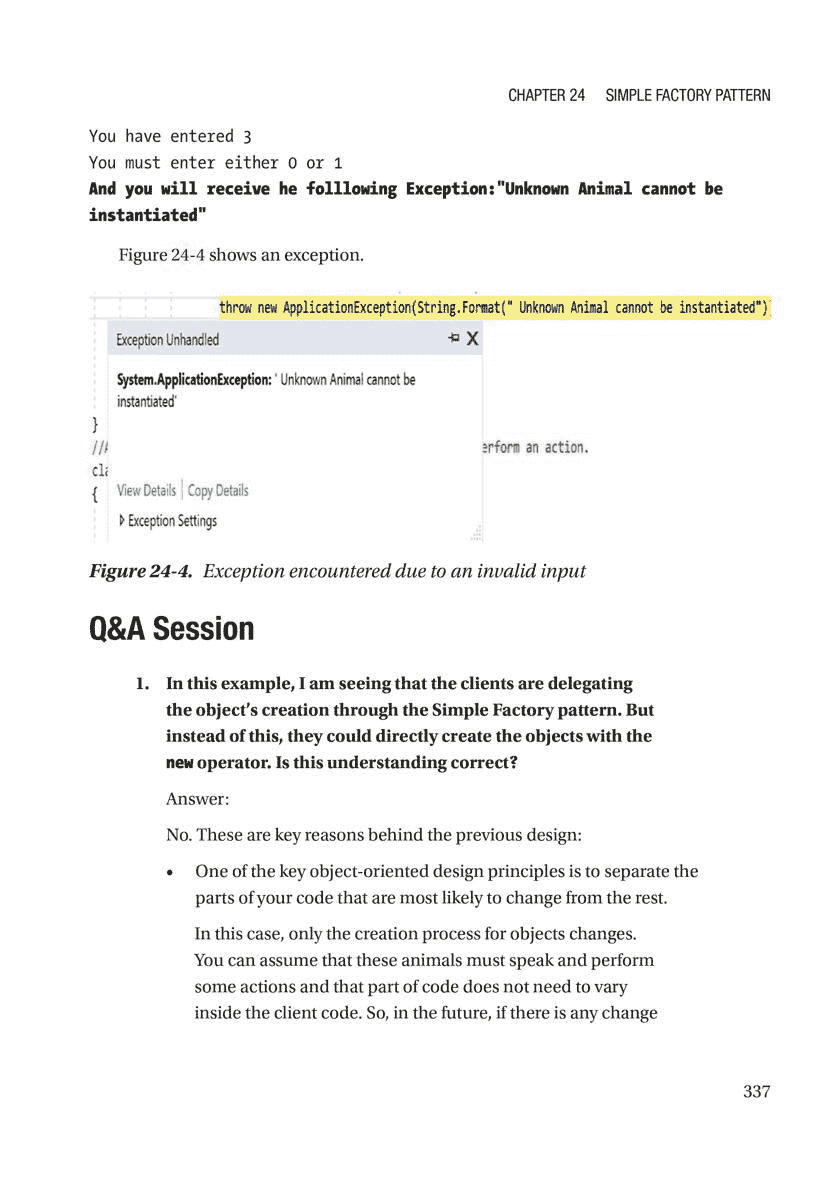 CHAPTER 24 SIMPLE FACTORY PATTERN
You have entered 3
You must enter either 0 or 1
And you will receive he folllowing Exception:"Unknown Animal cannot be
instantiated"
Figure 24-4 shows an exception.
throw new ApplicationException(String.Format(" Unknown Animal cannot be instantiated")
Exception Unhandled
System.ApplicationException: ' Unknown Animal cannot be
instantiated'
}
// erform an action.
{
View Details | Copy Details
Exception Settings
Figure 24-4. Exception encountered due to an invalid input
Q&A Session
1. In this example, I am seeing that the clients are delegating
the object’s creation through the Simple Factory pattern. But
instead of this, they could directly create the objects with the
new operator. Is this understanding correct?
Answer:
No. These are key reasons behind the previous design:
• One of the key object-oriented design principles is to separate the
parts of your code that are most likely to change from the rest.
In this case, only the creation process for objects changes.
You can assume that these animals must speak and perform
some actions and that part of code does not need to vary
inside the client code. So, in the future, if there is any change
337